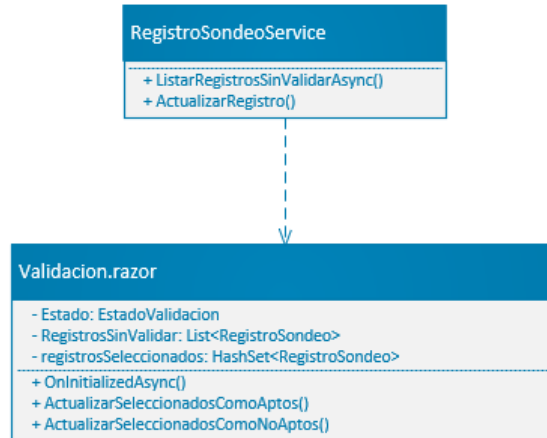 RegistroSondeoService
+ ListarRegistrosSinValidarAsync()
+ ActualizarRegistro()
Validacion.razor
- Estado: EstadoValidacion
- RegistrosSinValidar: List<RegistroSondeo>
- registrosSeleccionados: HashSet<RegistroSondeo>
+ OnInitializedAsync()
+ ActualizarSeleccionadosComoAptos()
+ ActualizarSeleccionadosComoNoAptos()